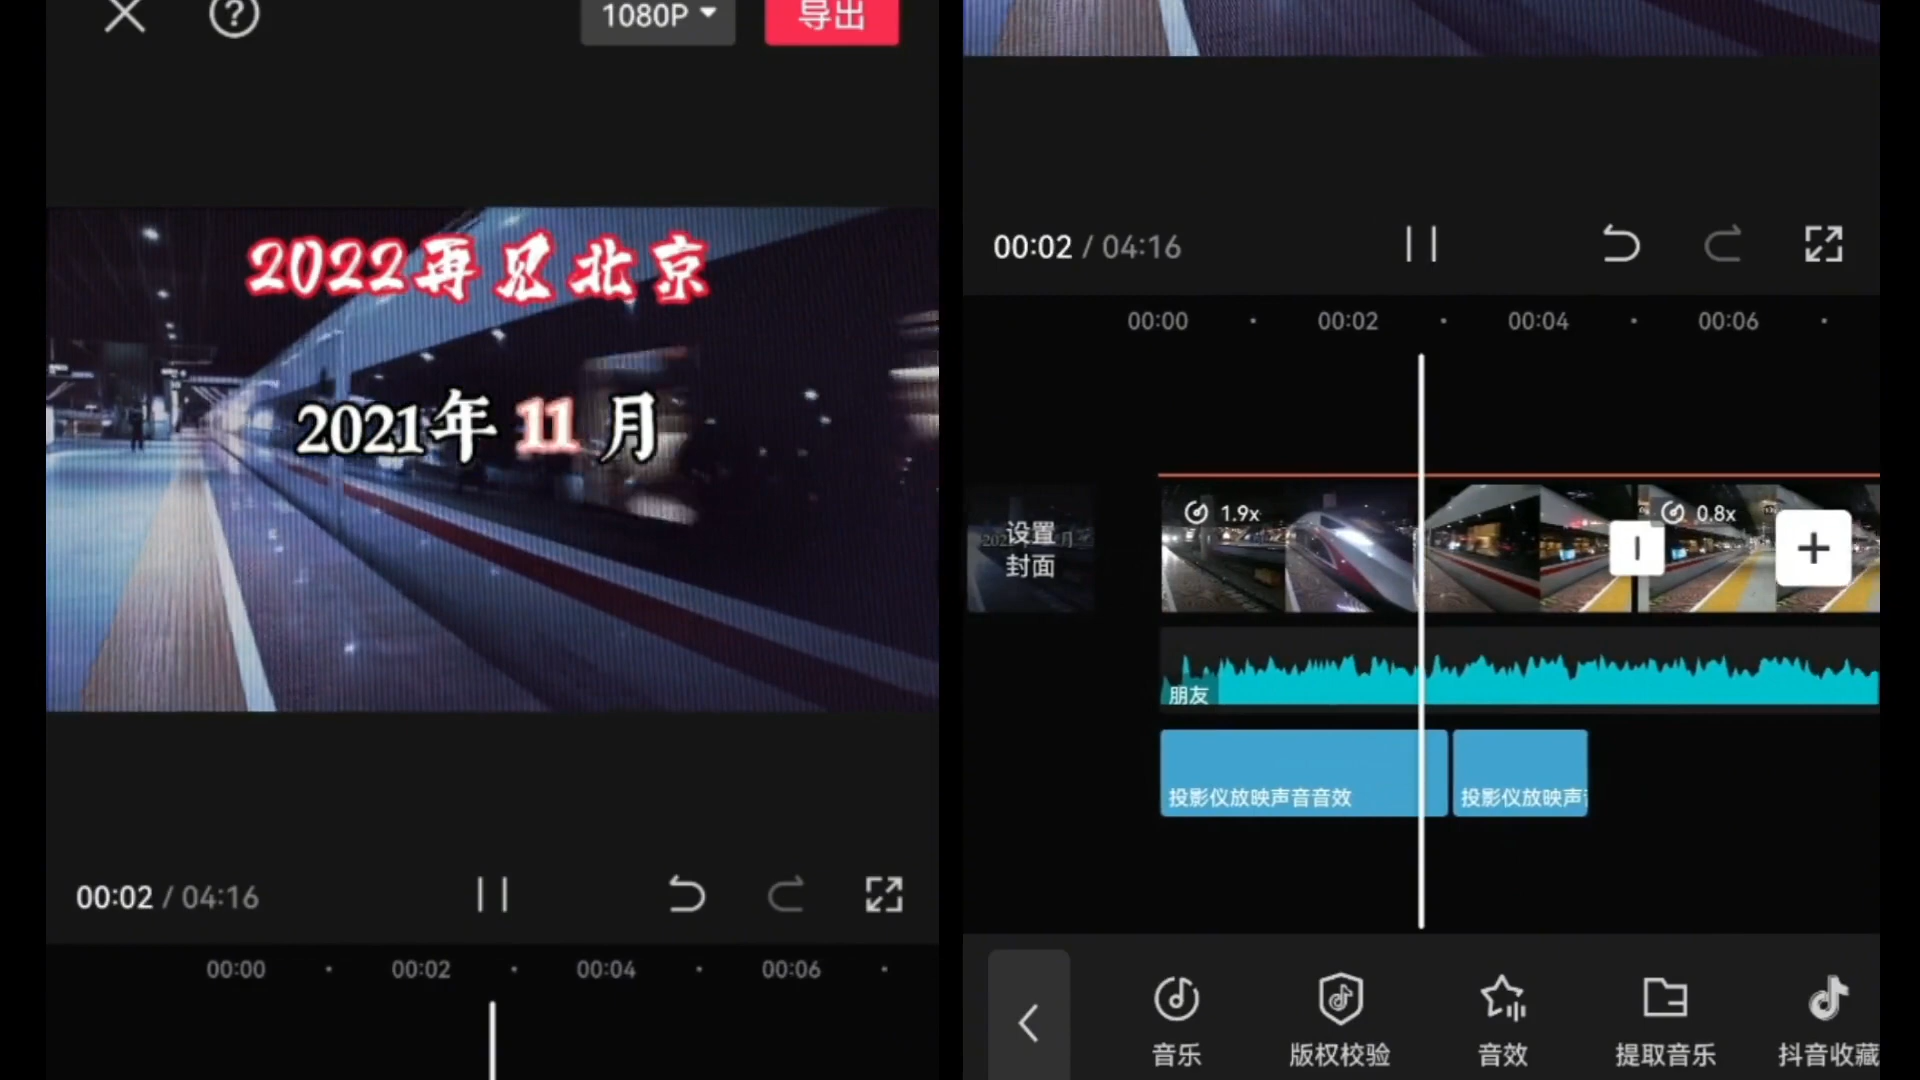 1080P
导出
2022再见北京
2021年 11 月
00:02 / 04:16
00:00
00:02
00:04
00:06
00:02 / 04:16
00:00
00:02
00:04
00:06
设置
封面
1.9x
0.8x
朋友
投影仪放映声音音效
投影仪放映声
音乐
版权校验
音效
提取音乐
抖音收藏